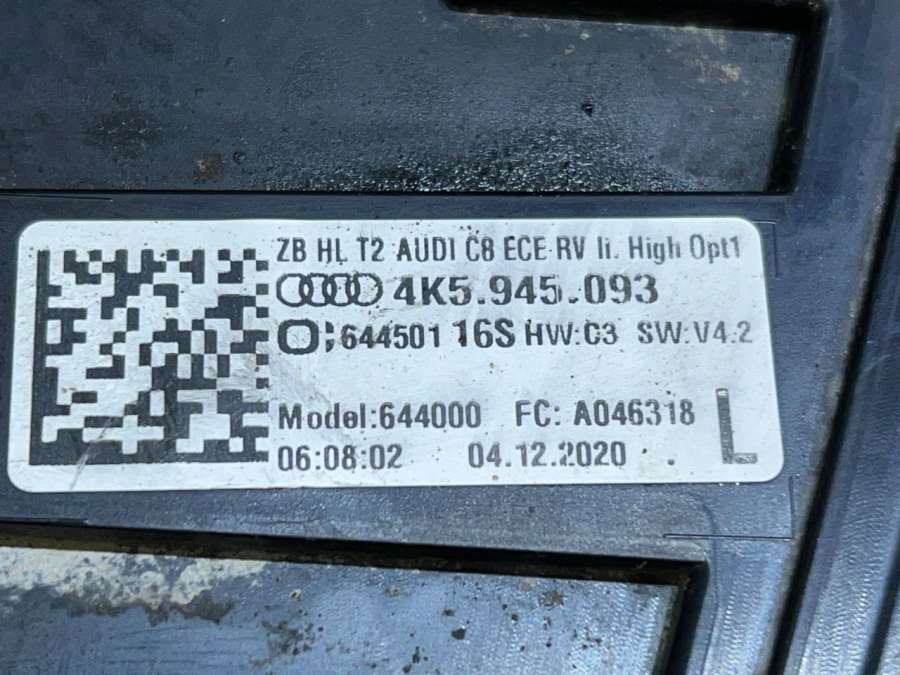 ZB HL T2 AUDI C8 ECE RV li. High Opt1
4K5.945.093
O;644501 16S HW:C3 SW:V4.2
Model:644000 FC: A046318
L
06:08:02 04.12.2020